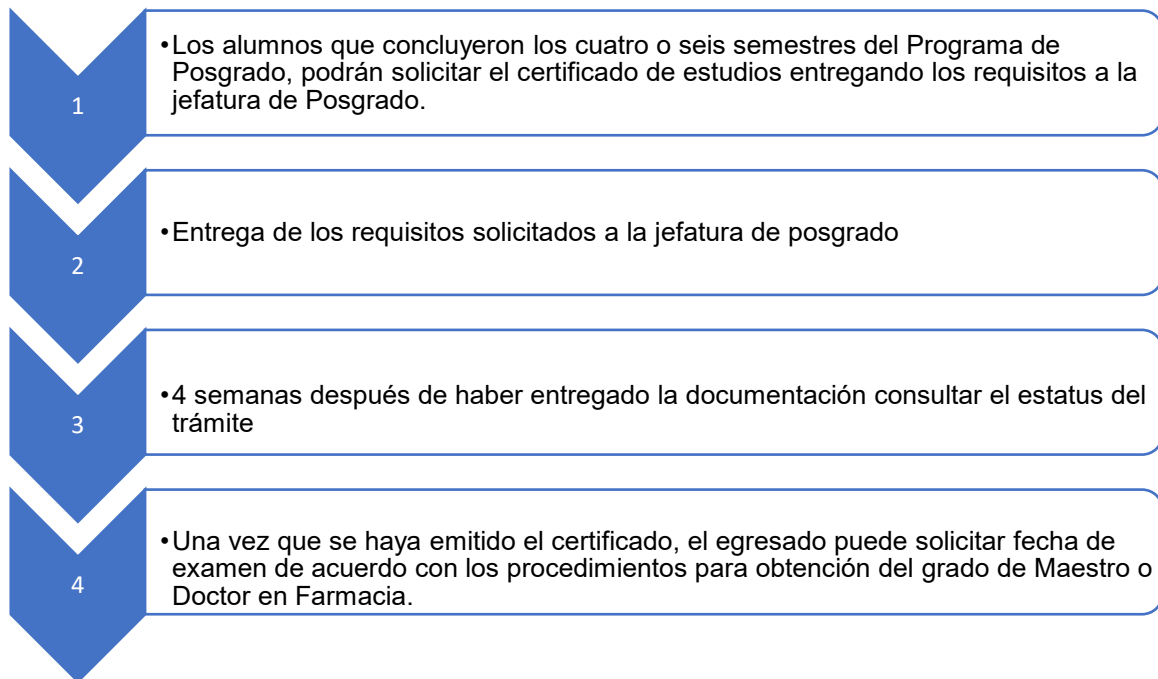 1
•Los alumnos que concluyeron los cuatro o seis semestres del Programa de
Posgrado, podrán solicitar el certificado de estudios entregando los requisitos a la
jefatura de Posgrado.
2
•Entrega de los requisitos solicitados a la jefatura de posgrado
3
•4 semanas después de haber entregado la documentación consultar el estatus del
trámite
4
•Una vez que se haya emitido el certificado, el egresado puede solicitar fecha de
examen de acuerdo con los procedimientos para obtención del grado de Maestro o
Doctor en Farmacia.